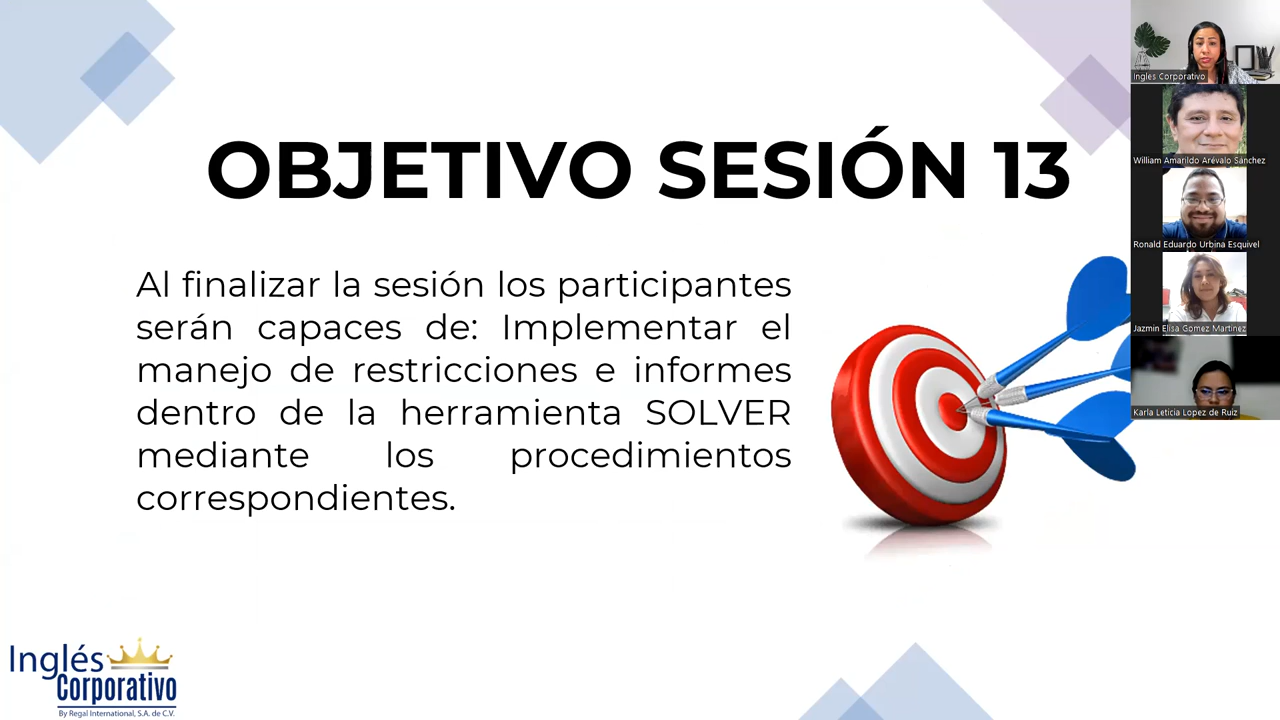 OBJETIVO SESIÓN 13
Al finalizar la sesión los participantes
serán capaces de: Implementar el
manejo de restricciones e informes
dentro de la herramienta SOLVER
mediante los procedimientos
correspondientes.
Inglés
Corporativo
By Regal International, S.A. de C.V.
Ingles Corporativo
William Amarildo Arévalo Sánchez
Ronald Eduardo Urbina Esquivel
Jazmin Elisa Gomez Martinez
Karla Leticia Lopez de Ruiz